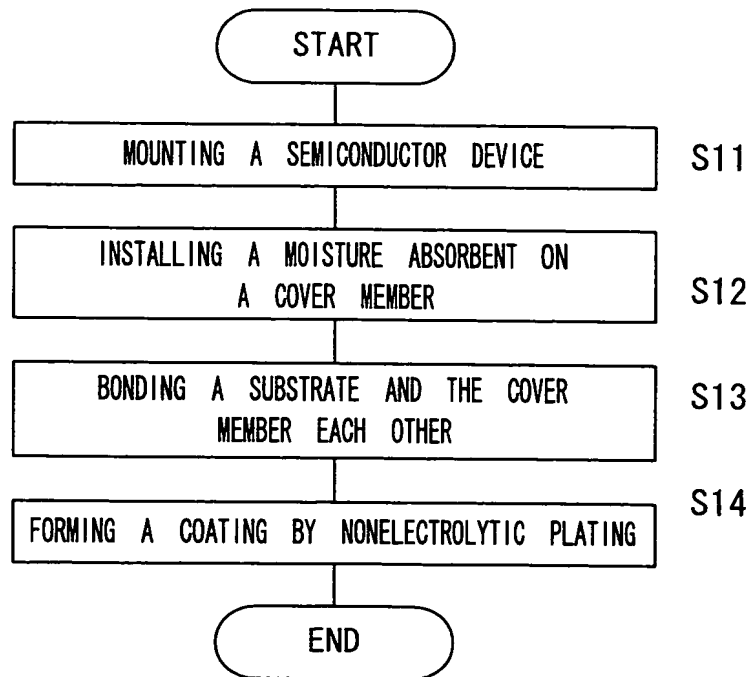 START
MOUNTING A SEMICONDUCTOR DEVICE
S11
INSTALLING A MOISTURE ABSORBENT ON
A COVER MEMBER
S12
BONDING A SUBSTRATE AND THE COVER
MEMBER EACH OTHER
S13
FORMING A COATING BY NONELECTROLYTIC PLATING
S14
END